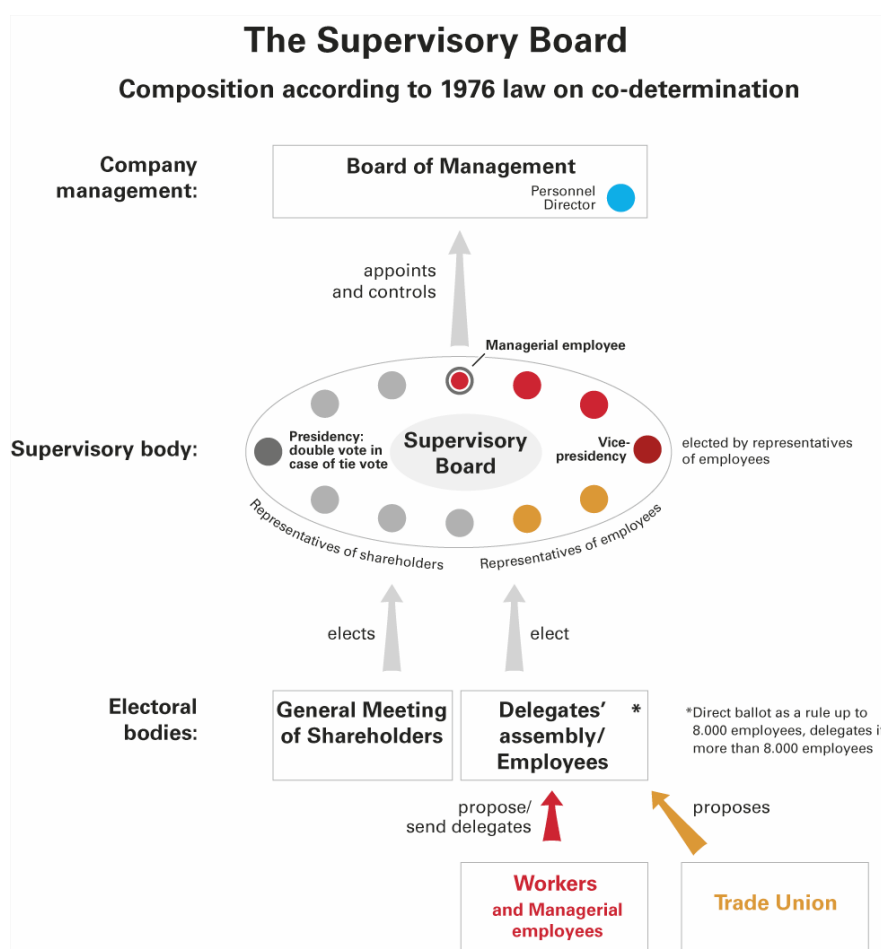 The Supervisory Board
Composition according to 1976 law on co-determination
Company
management:
Board of Management
Personnel
Director
appoints
and controls
Managerial employee
Supervisory body:
Presidency:
double vote in
case of tie vote
Supervisory
Board
Vice-
presidency
elected by representatives
of employees
Representatives of shareholders
Representatives of employees
elects
elect
Electoral
bodies:
General Meeting
of Shareholders
Delegates’ *
assembly/
Employees
*Direct ballot as a rule up to
8.000 employees, delegates i
more than 8.000 employees
propose/
send delegates
proposes
Workers
and Managerial
employees
Trade Union